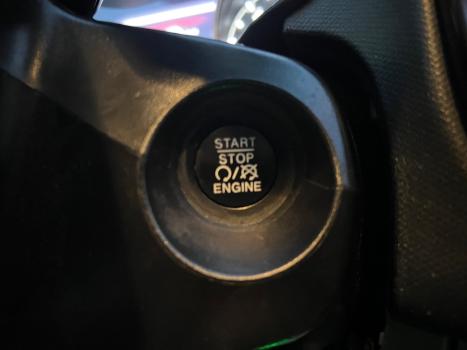 START
STOP
/
ENGINE